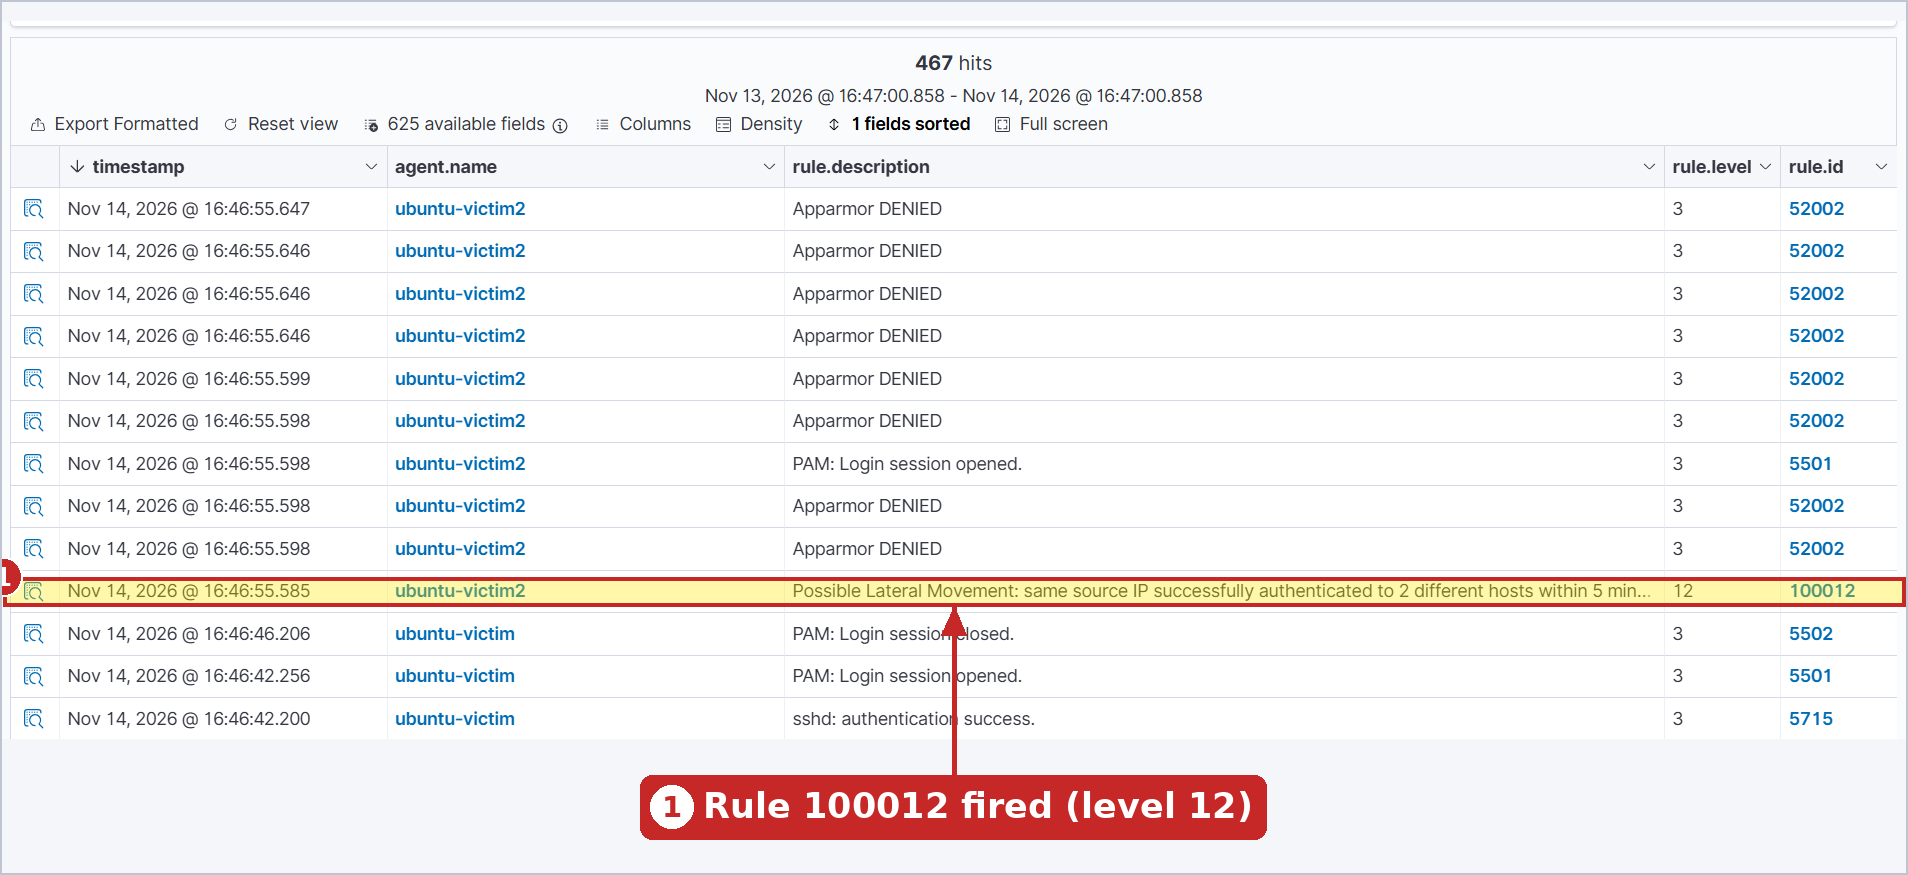 467 hits
Nov 13, 2026 @ 16:47:00.858 - Nov 14, 2026 @ 16:47:00.858
Export Formatted Reset view 625 available fields Columns Density 1 fields sorted Full screen
timestamp agent.name rule.description rule.level rule.id
Nov 14, 2026 @ 16:46:55.647 ubuntu-victim2 Apparmor DENIED 3 52002
Nov 14, 2026 @ 16:46:55.646 ubuntu-victim2 Apparmor DENIED 3 52002
Nov 14, 2026 @ 16:46:55.646 ubuntu-victim2 Apparmor DENIED 3 52002
Nov 14, 2026 @ 16:46:55.646 ubuntu-victim2 Apparmor DENIED 3 52002
Nov 14, 2026 @ 16:46:55.599 ubuntu-victim2 Apparmor DENIED 3 52002
Nov 14, 2026 @ 16:46:55.598 ubuntu-victim2 Apparmor DENIED 3 52002
Nov 14, 2026 @ 16:46:55.598 ubuntu-victim2 PAM: Login session opened. 3 5501
Nov 14, 2026 @ 16:46:55.598 ubuntu-victim2 Apparmor DENIED 3 52002
Nov 14, 2026 @ 16:46:55.598 ubuntu-victim2 Apparmor DENIED 3 52002
1 Nov 14, 2026 @ 16:46:55.585 ubuntu-victim2 Possible Lateral Movement: same source IP successfully authenticated to 2 different hosts within 5 min... 12 100012
Nov 14, 2026 @ 16:46:46.206 ubuntu-victim PAM: Login session closed. 3 5502
Nov 14, 2026 @ 16:46:42.256 ubuntu-victim PAM: Login session opened. 3 5501
Nov 14, 2026 @ 16:46:42.200 ubuntu-victim sshd: authentication success. 3 5715
1 Rule 100012 fired (level 12)